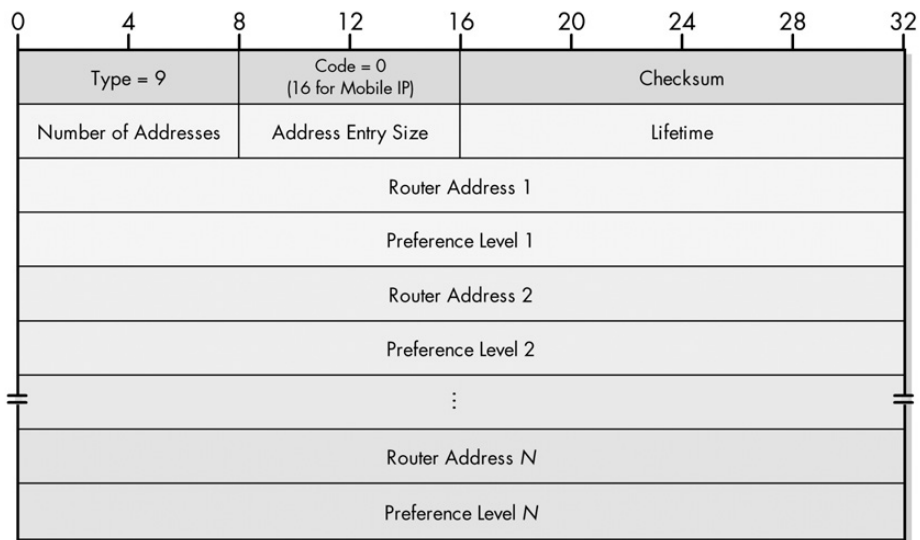 0 4 8 12 16 20 24 28 32
Type = 9
Code = 0
(16 for Mobile IP)
Checksum
Number of Addresses
Address Entry Size
Lifetime
Router Address 1
Preference Level 1
Router Address 2
Preference Level 2
⋮
Router Address N
Preference Level N